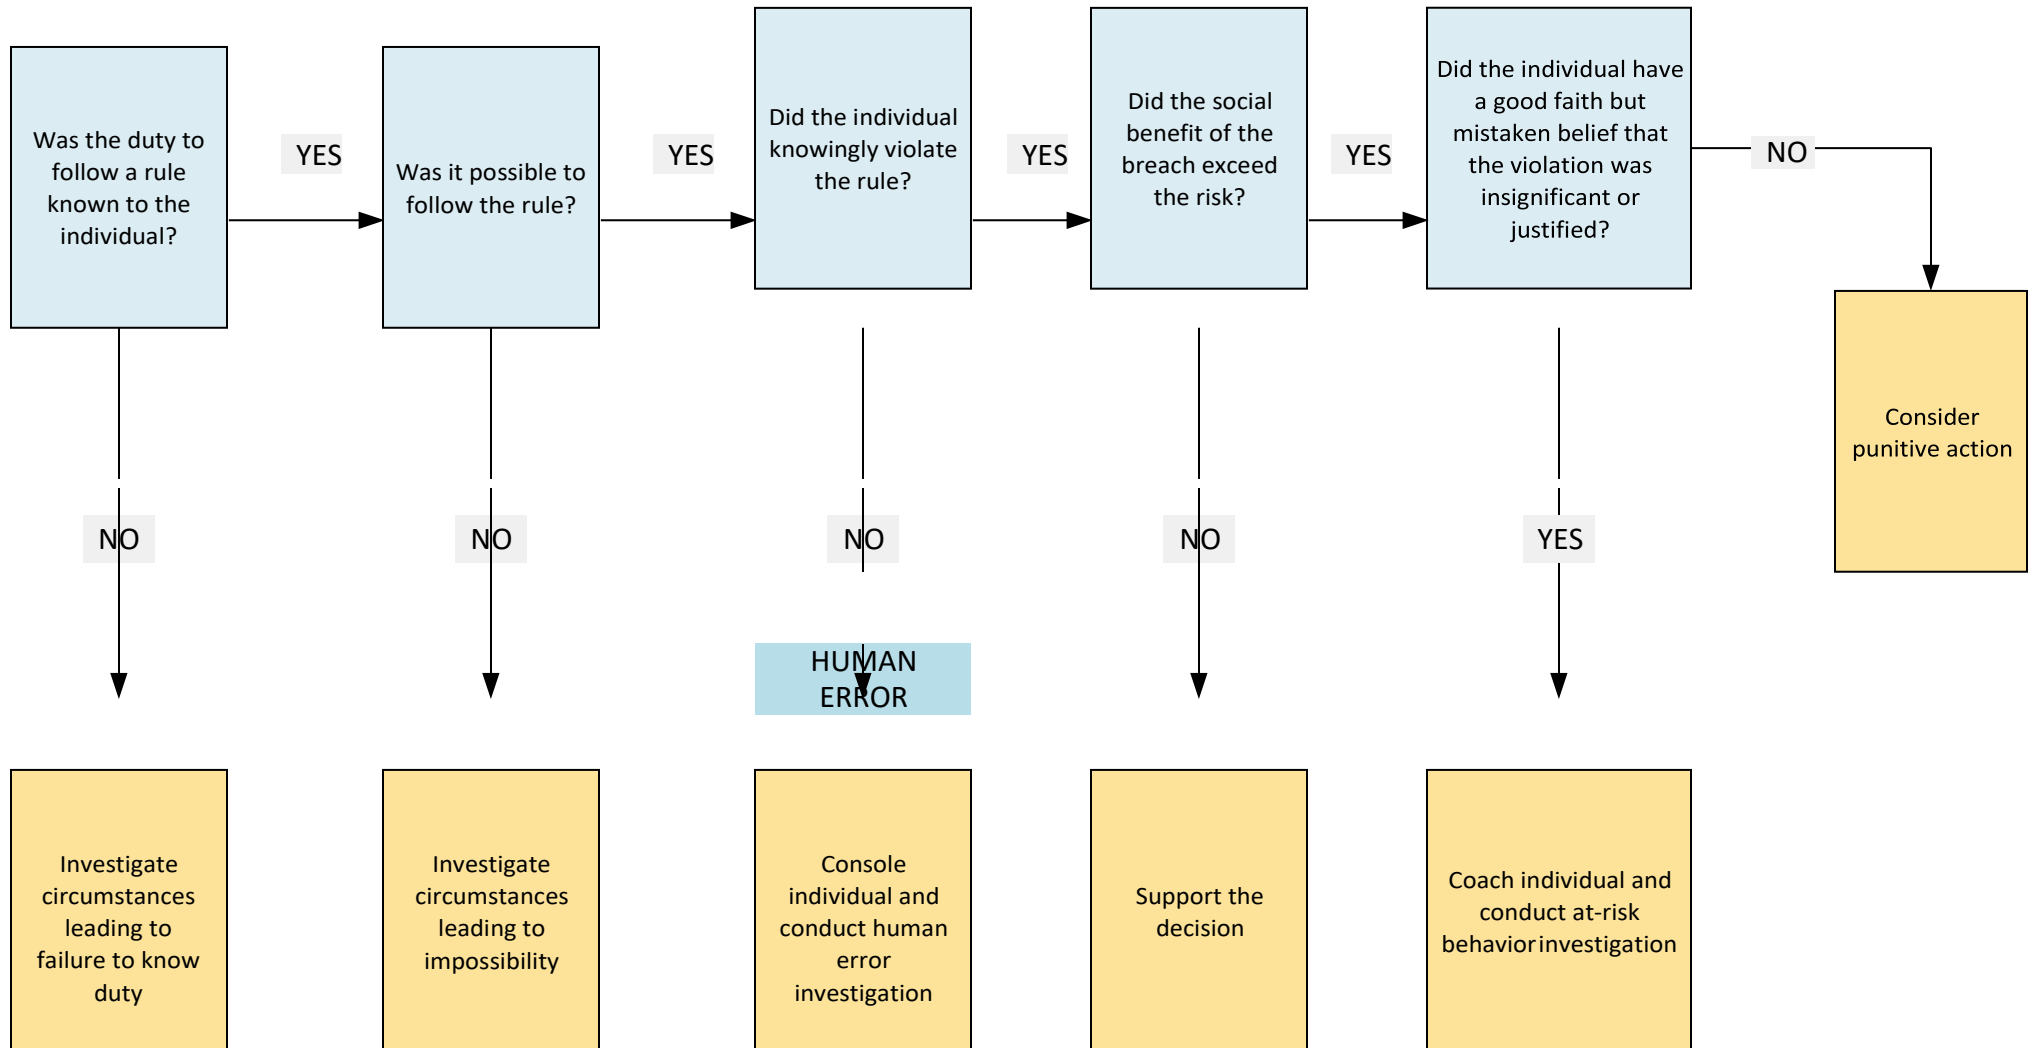 Was the duty to
follow a rule
known to the
individual?
YES
Was it possible to
follow the rule?
YES
Did the individual
knowingly violate
the rule?
YES
Did the social
benefit of the
breach exceed
the risk?
YES
Did the individual have
a good faith but
mistaken belief that
the violation was
insignificant or
justified?
NO
Consider
punitive action
NO
NO
NO
NO
YES
HUMAN
ERROR
Investigate
circumstances
leading to
failure to know
duty
Investigate
circumstances
leading to
impossibility
Console
individual and
conduct human
error
investigation
Support the
decision
Coach individual and
conduct at-risk
behavior investigation